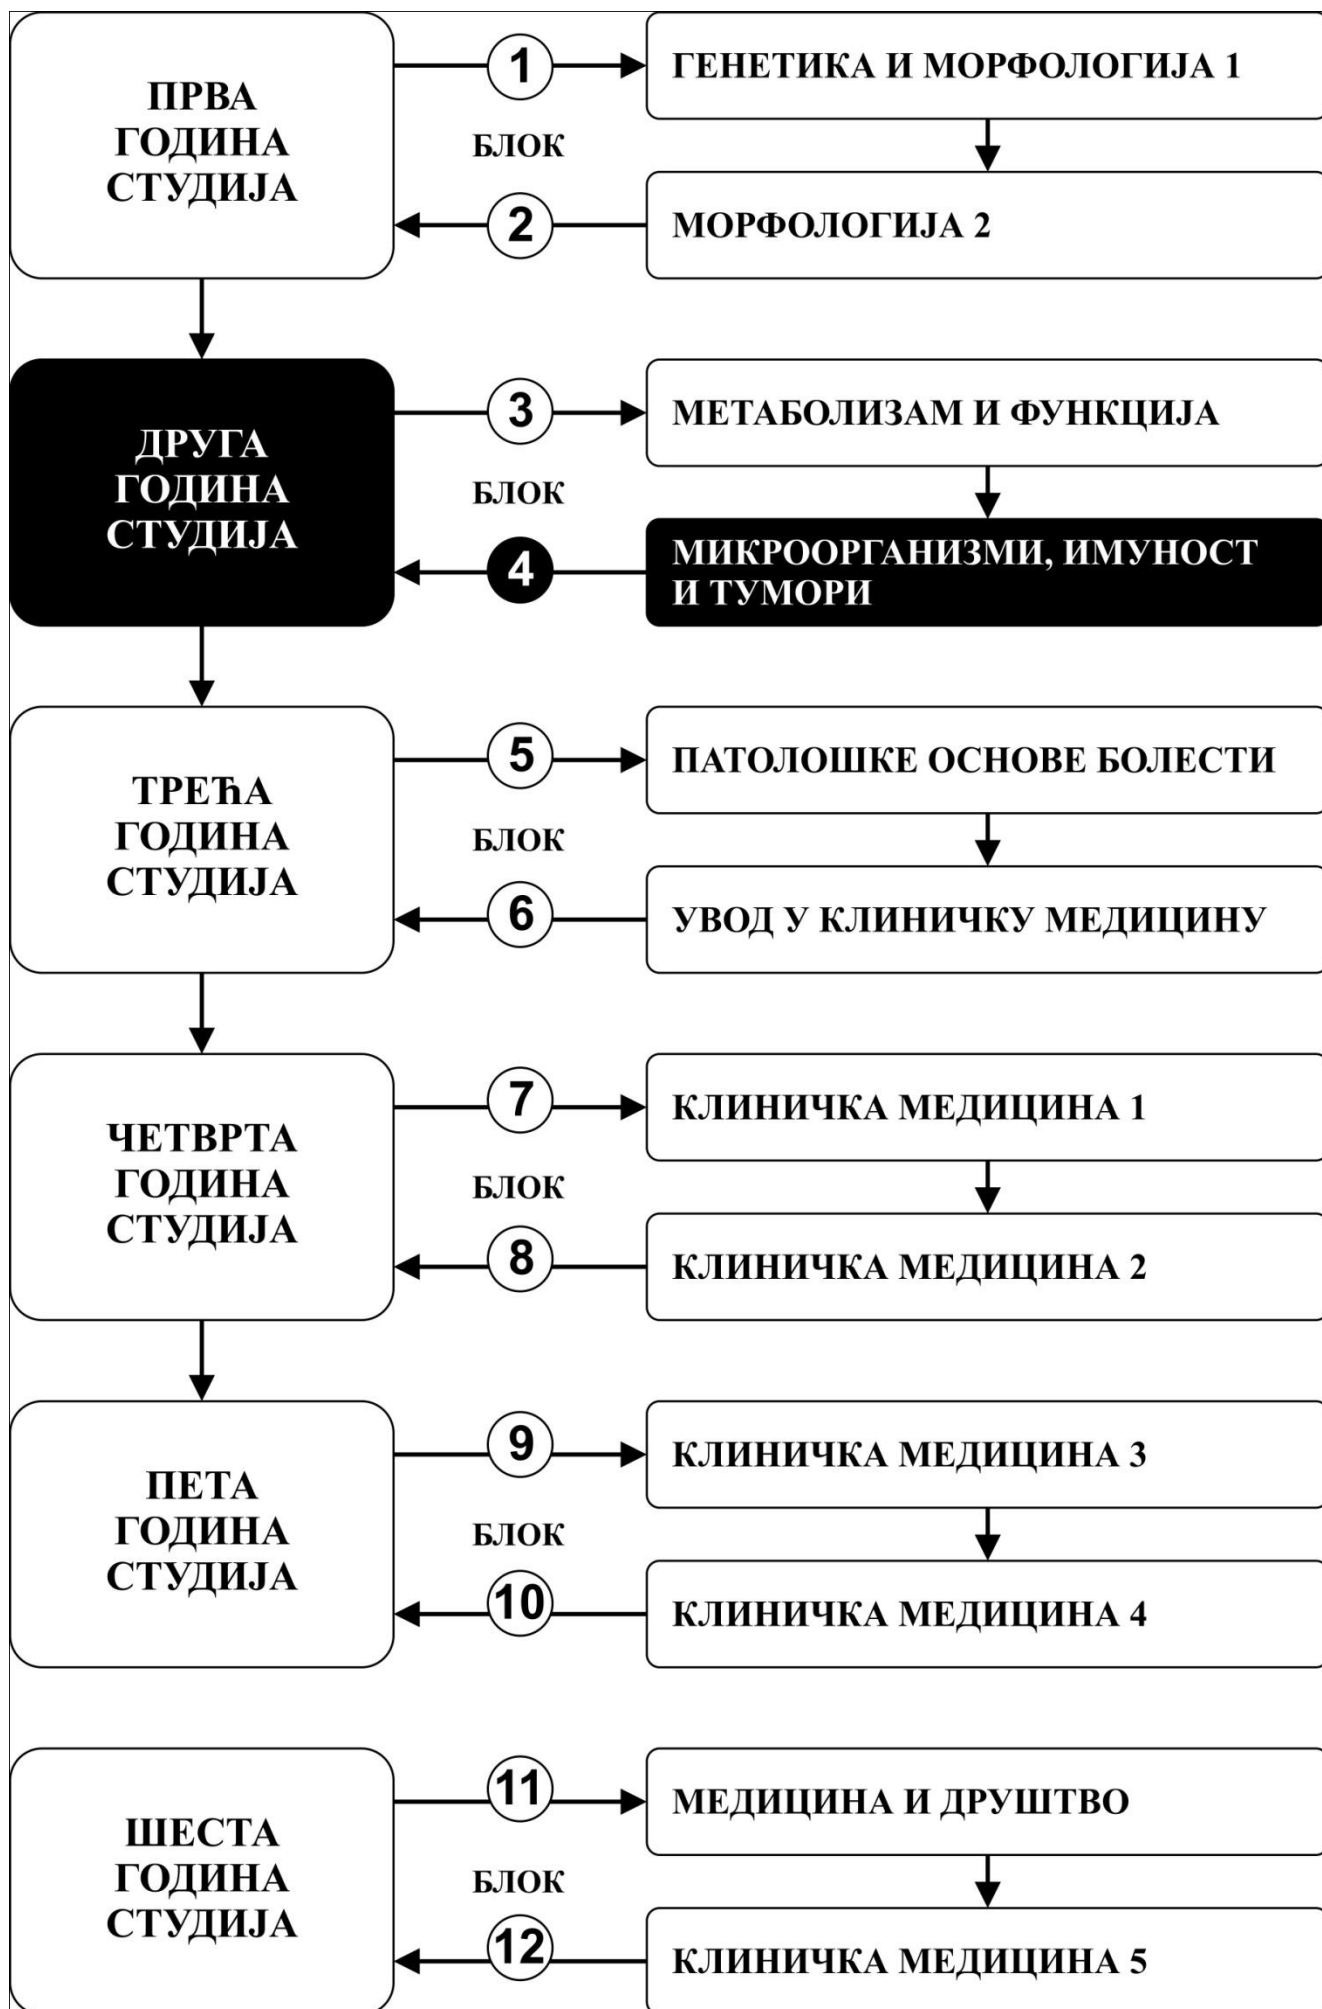 ПРВА
ГОДИНА
СТУДИЈА
1
БЛОК
2
ГЕНЕТИКА И МОРФОЛОГИЈА 1
МОРФОЛОГИЈА 2
ДРУГА
ГОДИНА
СТУДИЈА
3
БЛОК
4
МЕТАБОЛИЗАМ И ФУНКЦИЈА
МИКРООРГАНИЗМИ, ИМУНОСТ
И ТУМОРИ
ТРЕЋА
ГОДИНА
СТУДИЈА
5
БЛОК
6
ПАТОЛОШКЕ ОСНОВЕ БОЛЕСТИ
УВОД У КЛИНИЧКУ МЕДИЦИНУ
ЧЕТВРТА
ГОДИНА
СТУДИЈА
7
БЛОК
8
КЛИНИЧКА МЕДИЦИНА 1
КЛИНИЧКА МЕДИЦИНА 2
ПЕТА
ГОДИНА
СТУДИЈА
9
БЛОК
10
КЛИНИЧКА МЕДИЦИНА 3
КЛИНИЧКА МЕДИЦИНА 4
ШЕСТА
ГОДИНА
СТУДИЈА
11
БЛОК
12
МЕДИЦИНА И ДРУШТВО
КЛИНИЧКА МЕДИЦИНА 5